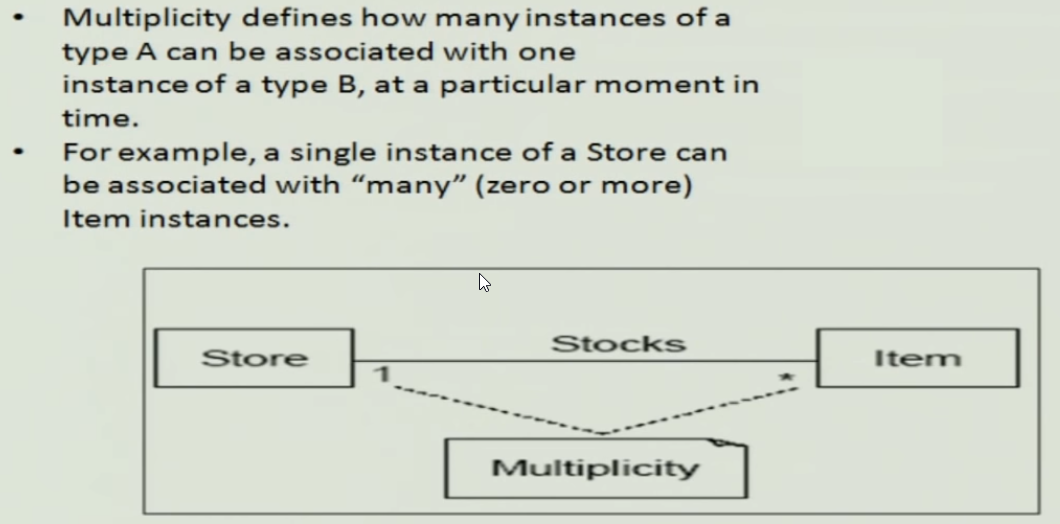 • Multiplicity defines how many instances of a
type A can be associated with one
instance of a type B, at a particular moment in
time.
• For example, a single instance of a Store can
be associated with “many” (zero or more)
Item instances.
Stocks
Store
Item
1
*
Multiplicity